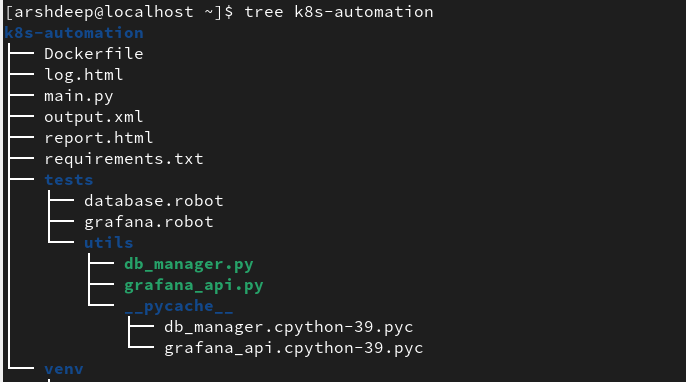 [arshdeep@localhost ~]$ tree k8s-automation
k8s-automation
├── Dockerfile
├── log.html
├── main.py
├── output.xml
├── report.html
├── requirements.txt
├── tests
│   ├── database.robot
│   ├── grafana.robot
│   └── utils
│       ├── db_manager.py
│       ├── grafana_api.py
│       └── __pycache__
│           ├── db_manager.cpython-39.pyc
│           └── grafana_api.cpython-39.pyc
└── venv